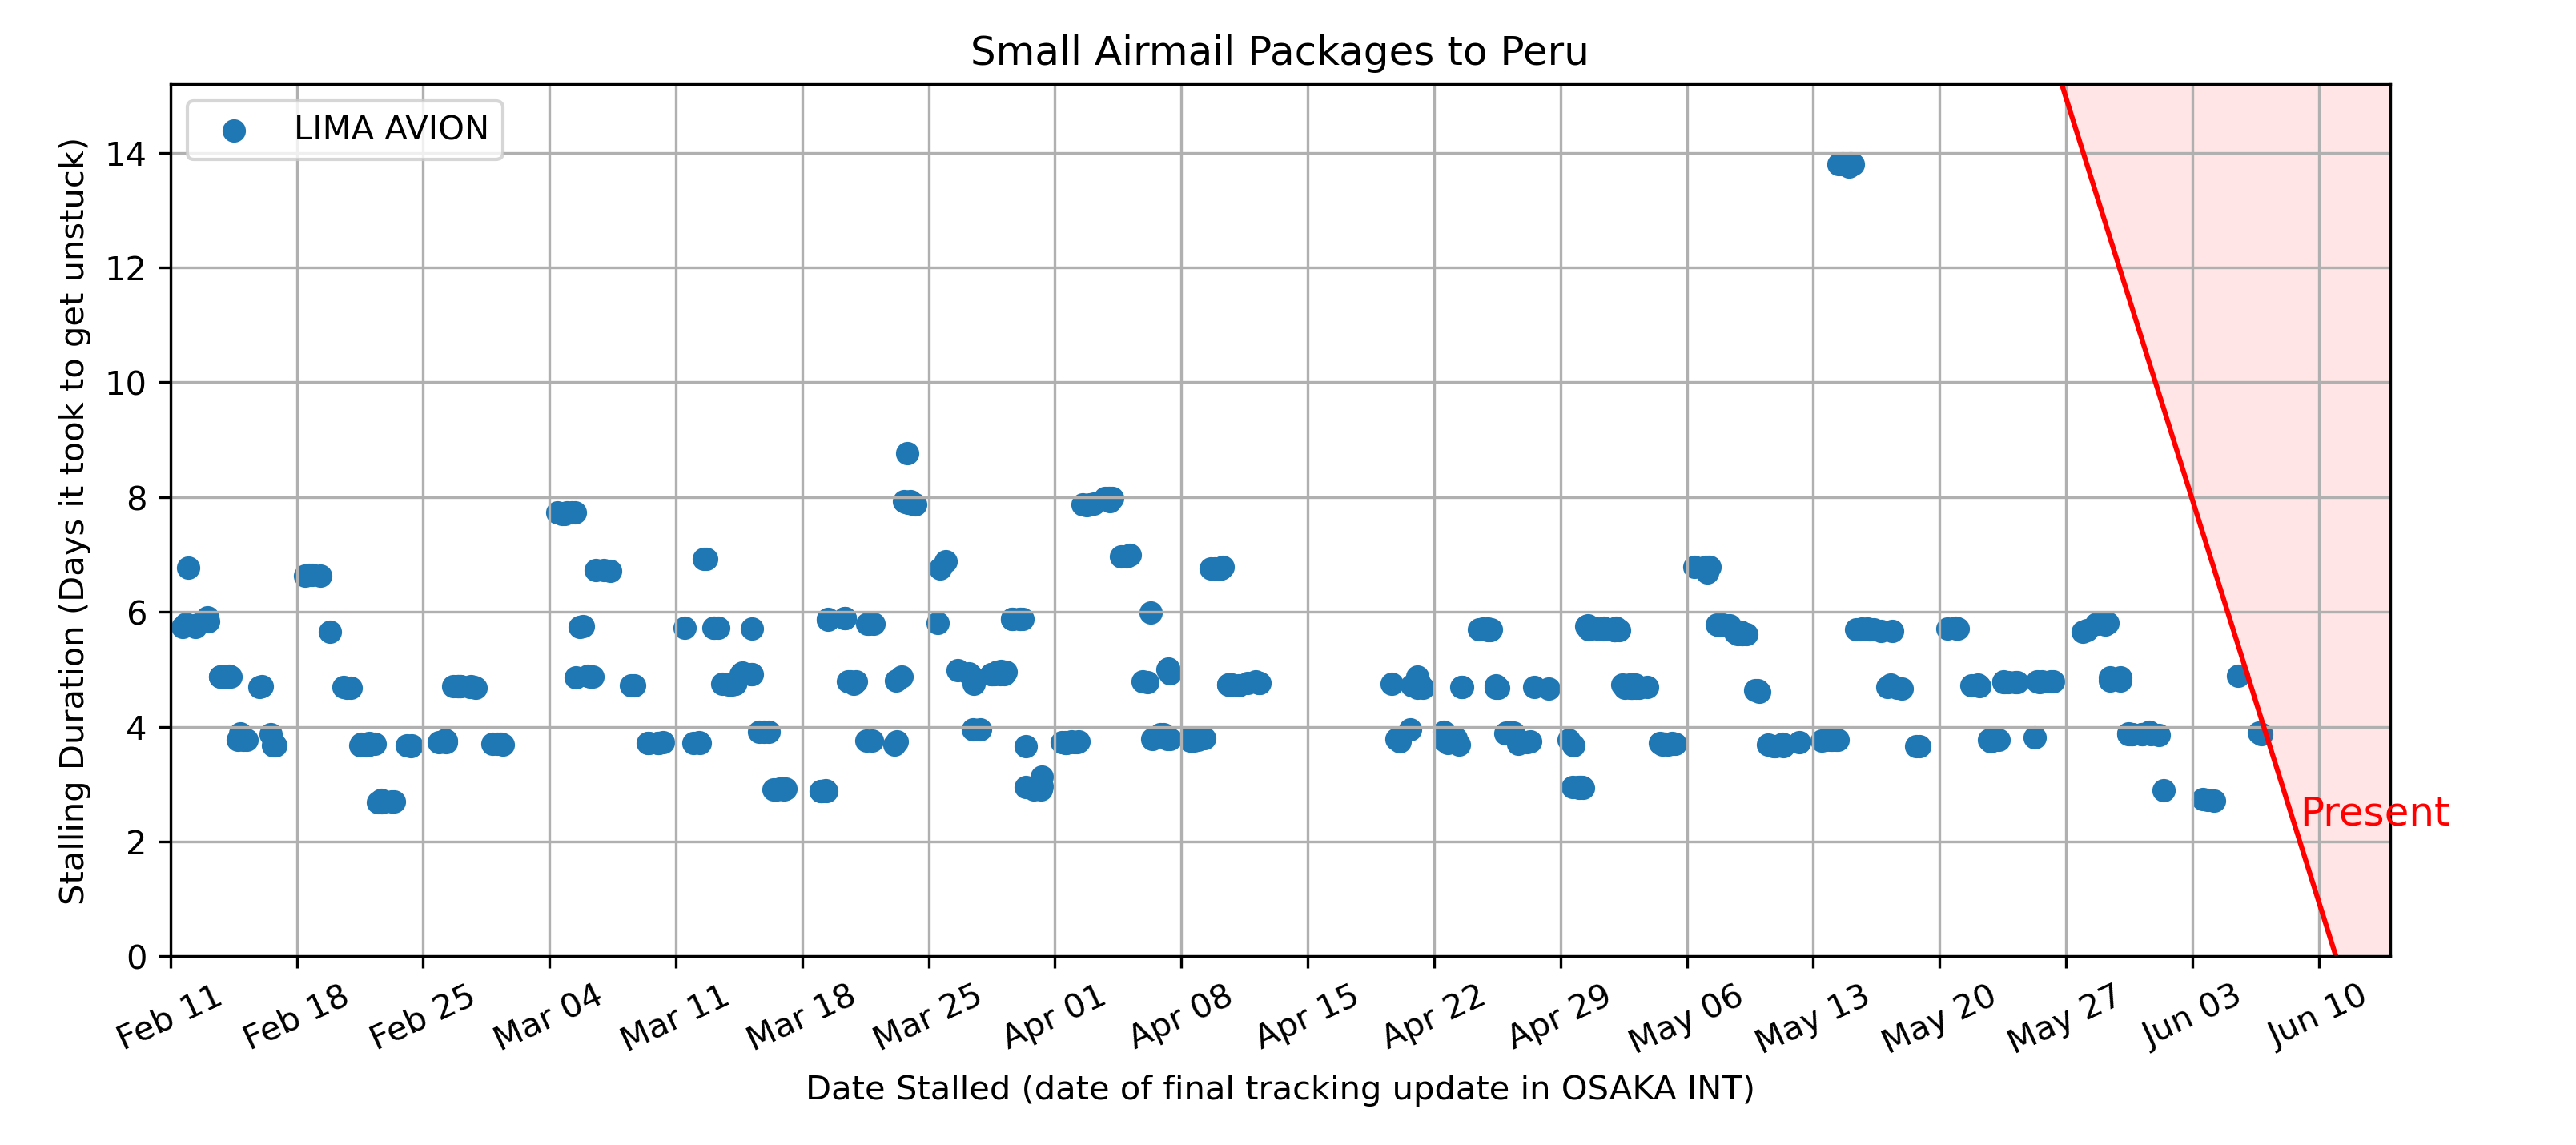 Small Airmail Packages to Peru
LIMA AVION
Stalling Duration (Days it took to get unstuck)
14
12
10
8
6
4
2
0
Present
Feb 11
Feb 18
Feb 25
Mar 04
Mar 11
Mar 18
Mar 25
Apr 01
Apr 08
Apr 15
Apr 22
Apr 29
May 06
May 13
May 20
May 27
Jun 03
Jun 10
Date Stalled (date of final tracking update in OSAKA INT)